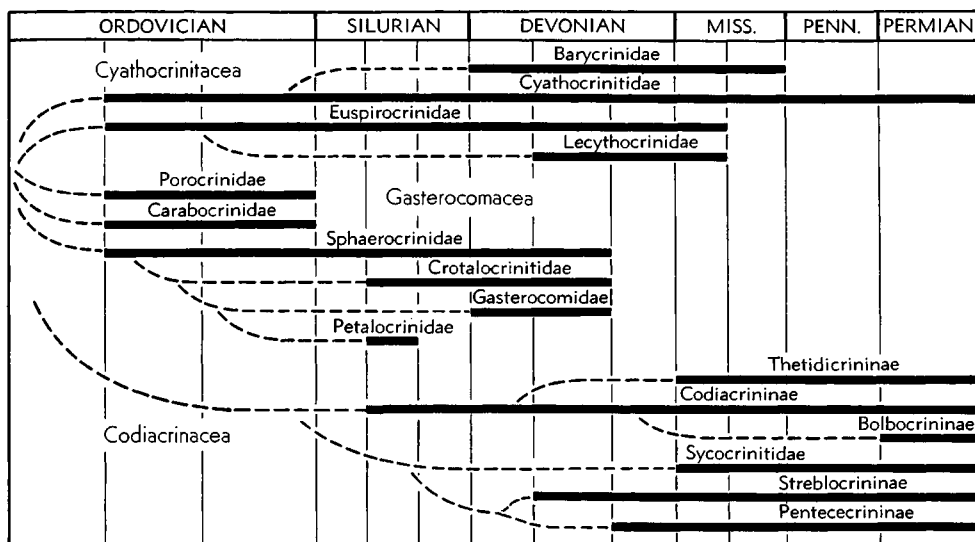 ORDOVICIAN SILURIAN DEVONIAN MISS. PENN. PERMIAN
Barycrinidae
Cyathocrinitacea
Cyathocrinitidae
Euspirocrinidae
Lecythocrinidae
Porocrinidae
Gasterocomacea
Carabocrinidae
Sphaerocrinidae
Crotalocrinitidae
Gasterocomidae
Petalocrinidae
Thetidicrininae
Codiacrininae
Bolbocrininae
Codiacrinacea
Sycocrinitidae
Streblocrininae
Pentececrininae